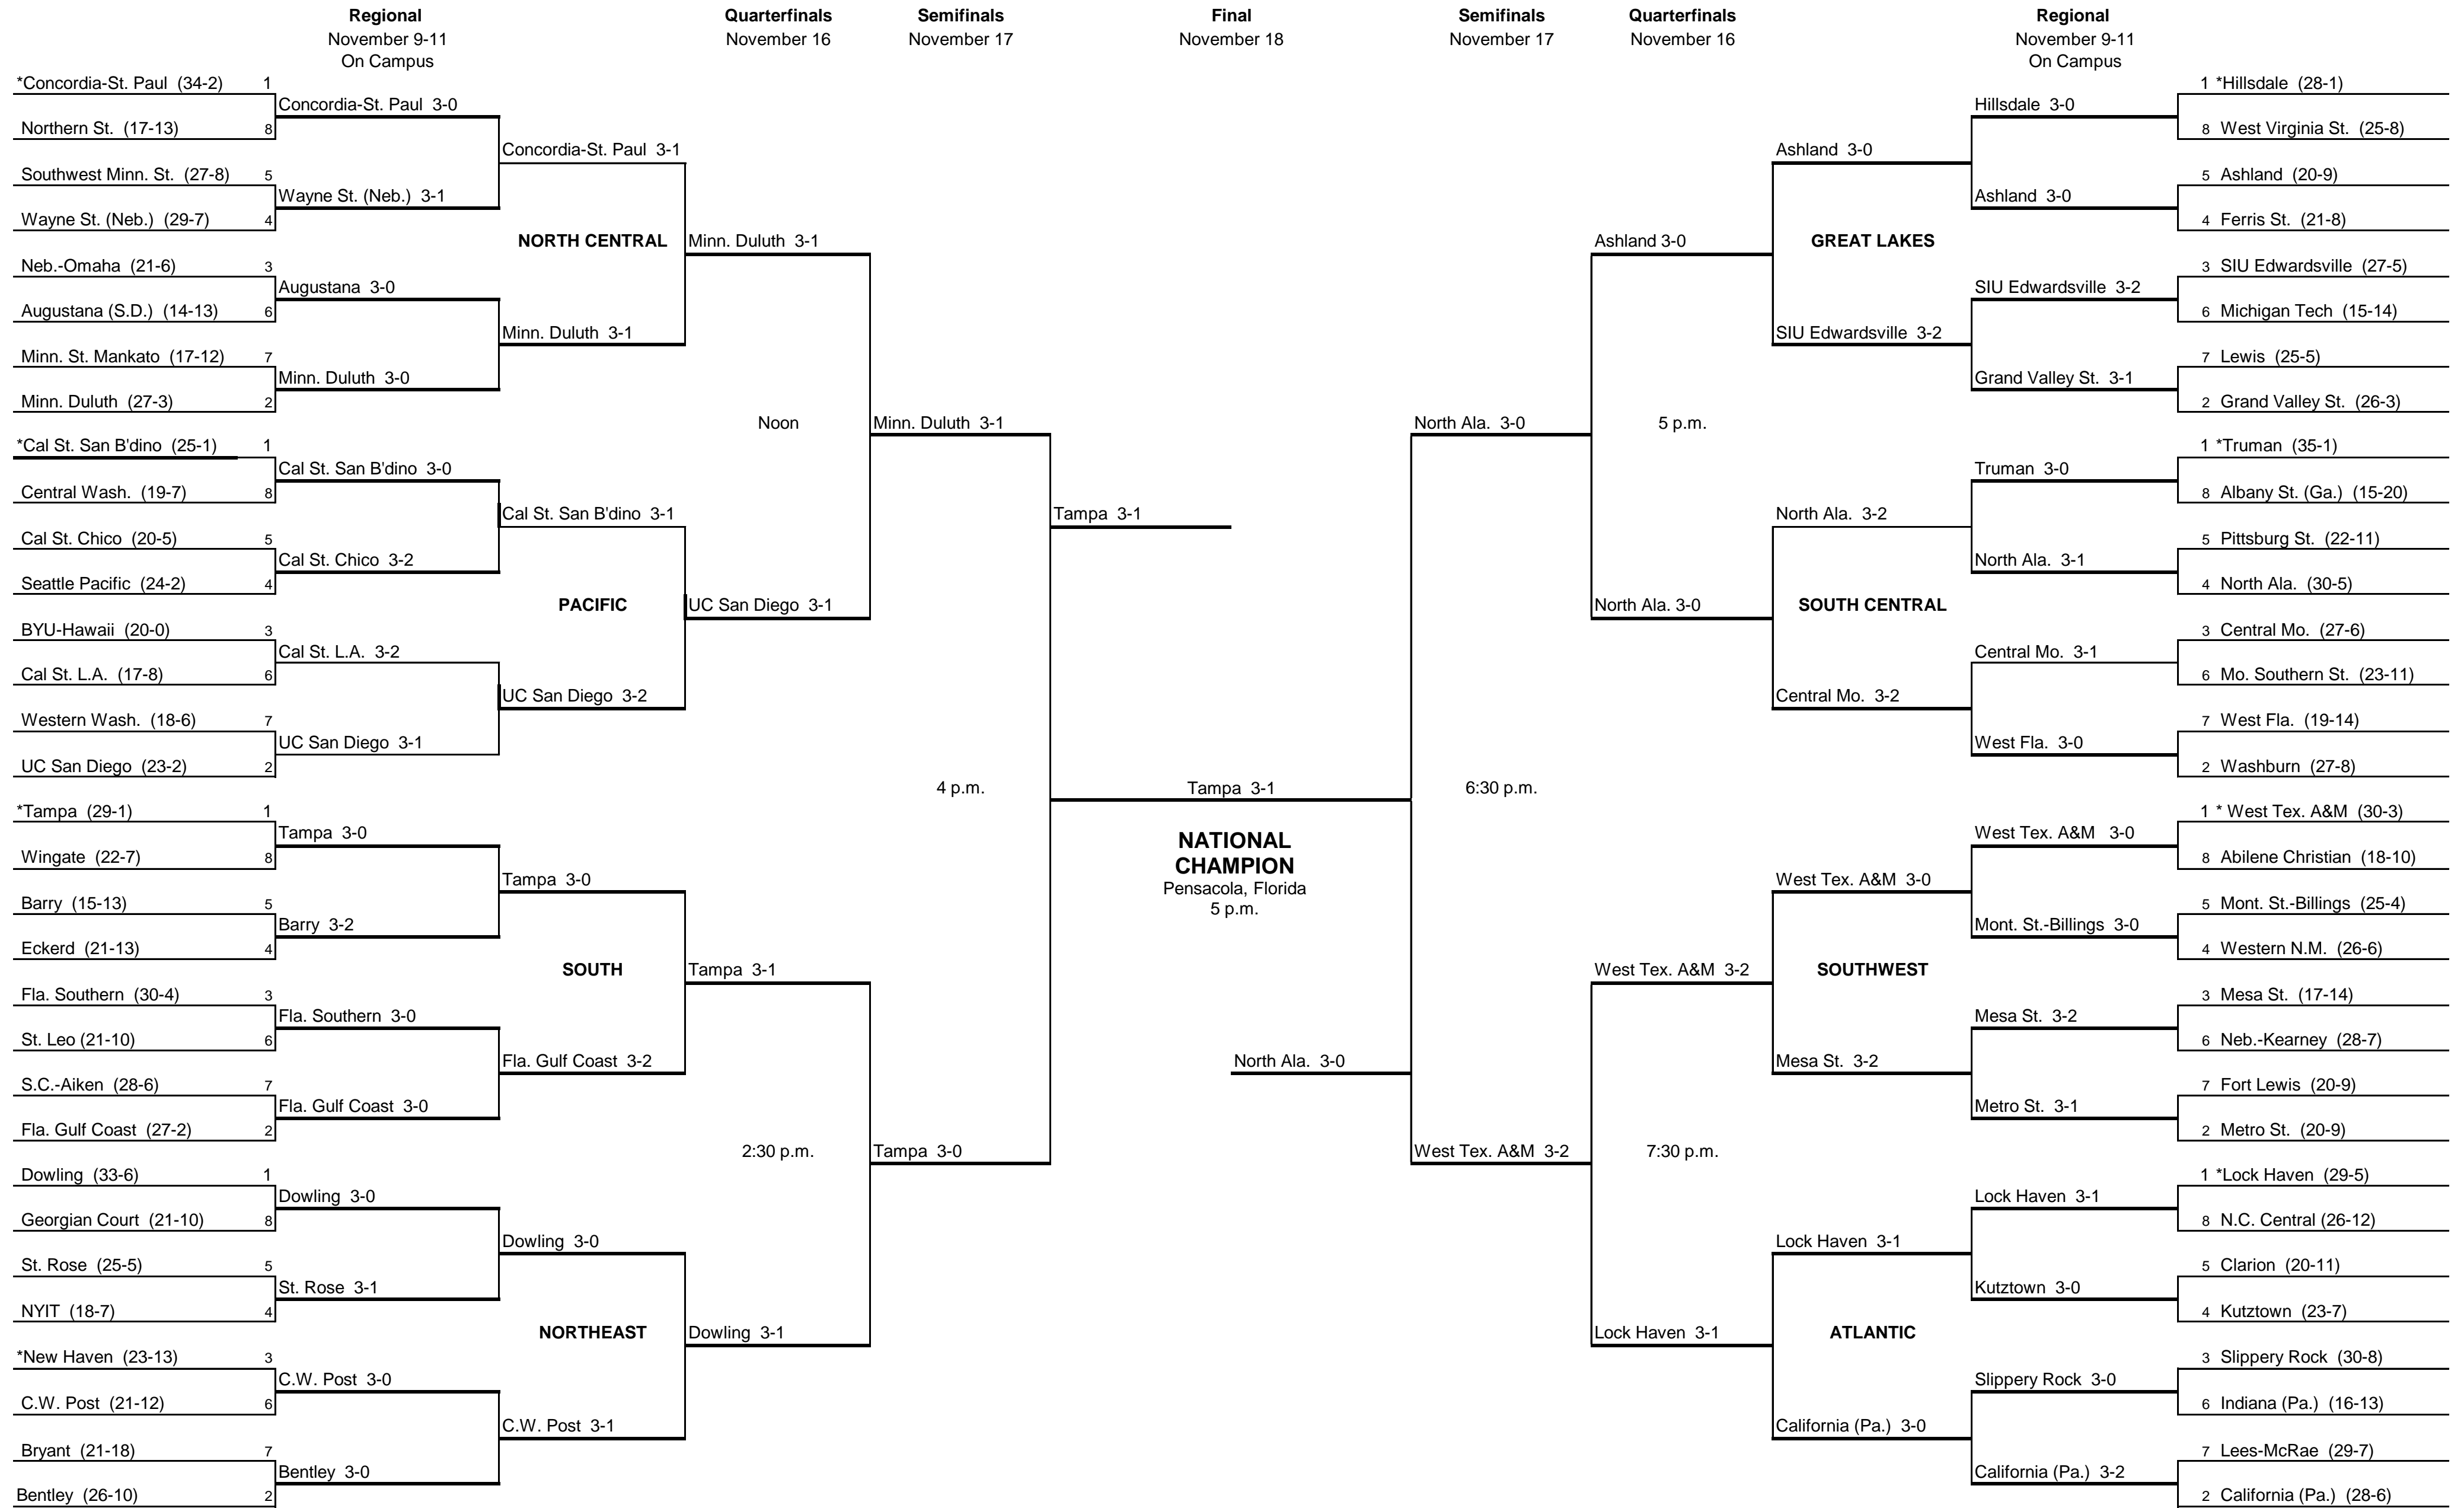 Regional
November 9-11
On Campus
Quarterfinals
November 16
Semifinals
November 17
Final
November 18
Semifinals
November 17
Quarterfinals
November 16
Regional
November 9-11
On Campus
*Concordia-St. Paul (34-2) 1
Northern St. (17-13) 8
Southwest Minn. St. (27-8) 5
Wayne St. (Neb.) (29-7) 4
Neb.-Omaha (21-6) 3
Augustana (S.D.) (14-13) 6
Minn. St. Mankato (17-12) 7
Minn. Duluth (27-3) 2
*Cal St. San B'dino (25-1) 1
Central Wash. (19-7) 8
Cal St. Chico (20-5) 5
Seattle Pacific (24-2) 4
BYU-Hawaii (20-0) 3
Cal St. L.A. (17-8) 6
Western Wash. (18-6) 7
UC San Diego (23-2) 2
*Tampa (29-1) 1
Wingate (22-7) 8
Barry (15-13) 5
Eckerd (21-13) 4
Fla. Southern (30-4) 3
St. Leo (21-10) 6
S.C.-Aiken (28-6) 7
Fla. Gulf Coast (27-2) 2
Dowling (33-6) 1
Georgian Court (21-10) 8
St. Rose (25-5) 5
NYIT (18-7) 4
*New Haven (23-13) 3
C.W. Post (21-12) 6
Bryant (21-18) 7
Bentley (26-10) 2
Concordia-St. Paul 3-0
Wayne St. (Neb.) 3-1
Augustana 3-0
Minn. Duluth 3-0
Cal St. San B'dino 3-0
Cal St. Chico 3-2
Cal St. L.A. 3-2
UC San Diego 3-1
Tampa 3-0
Barry 3-2
Fla. Southern 3-0
Fla. Gulf Coast 3-0
Dowling 3-0
St. Rose 3-1
C.W. Post 3-0
Bentley 3-0
Concordia-St. Paul 3-1
NORTH CENTRAL
Minn. Duluth 3-1
Cal St. San B'dino 3-1
PACIFIC
UC San Diego 3-2
Tampa 3-0
SOUTH
Fla. Gulf Coast 3-2
Dowling 3-0
NORTHEAST
C.W. Post 3-1
Minn. Duluth 3-1
Noon
UC San Diego 3-1
Tampa 3-1
2:30 p.m.
Dowling 3-1
Minn. Duluth 3-1
4 p.m.
Tampa 3-0
Tampa 3-1
Tampa 3-1
NATIONAL
CHAMPION
Pensacola, Florida
5 p.m.
North Ala. 3-0
North Ala. 3-0
6:30 p.m.
West Tex. A&M 3-2
Ashland 3-0
5 p.m.
North Ala. 3-0
West Tex. A&M 3-2
7:30 p.m.
Lock Haven 3-1
Ashland 3-0
GREAT LAKES
SIU Edwardsville 3-2
North Ala. 3-2
SOUTH CENTRAL
Central Mo. 3-2
West Tex. A&M 3-0
SOUTHWEST
Mesa St. 3-2
Lock Haven 3-1
ATLANTIC
California (Pa.) 3-0
Hillsdale 3-0
Ashland 3-0
SIU Edwardsville 3-2
Grand Valley St. 3-1
Truman 3-0
North Ala. 3-1
Central Mo. 3-1
West Fla. 3-0
West Tex. A&M 3-0
Mont. St.-Billings 3-0
Mesa St. 3-2
Metro St. 3-1
Lock Haven 3-1
Kutztown 3-0
Slippery Rock 3-0
California (Pa.) 3-2
1 *Hillsdale (28-1)
8 West Virginia St. (25-8)
5 Ashland (20-9)
4 Ferris St. (21-8)
3 SIU Edwardsville (27-5)
6 Michigan Tech (15-14)
7 Lewis (25-5)
2 Grand Valley St. (26-3)
1 *Truman (35-1)
8 Albany St. (Ga.) (15-20)
5 Pittsburg St. (22-11)
4 North Ala. (30-5)
3 Central Mo. (27-6)
6 Mo. Southern St. (23-11)
7 West Fla. (19-14)
2 Washburn (27-8)
1 * West Tex. A&M (30-3)
8 Abilene Christian (18-10)
5 Mont. St.-Billings (25-4)
4 Western N.M. (26-6)
3 Mesa St. (17-14)
6 Neb.-Kearney (28-7)
7 Fort Lewis (20-9)
2 Metro St. (20-9)
1 *Lock Haven (29-5)
8 N.C. Central (26-12)
5 Clarion (20-11)
4 Kutztown (23-7)
3 Slippery Rock (30-8)
6 Indiana (Pa.) (16-13)
7 Lees-McRae (29-7)
2 California (Pa.) (28-6)